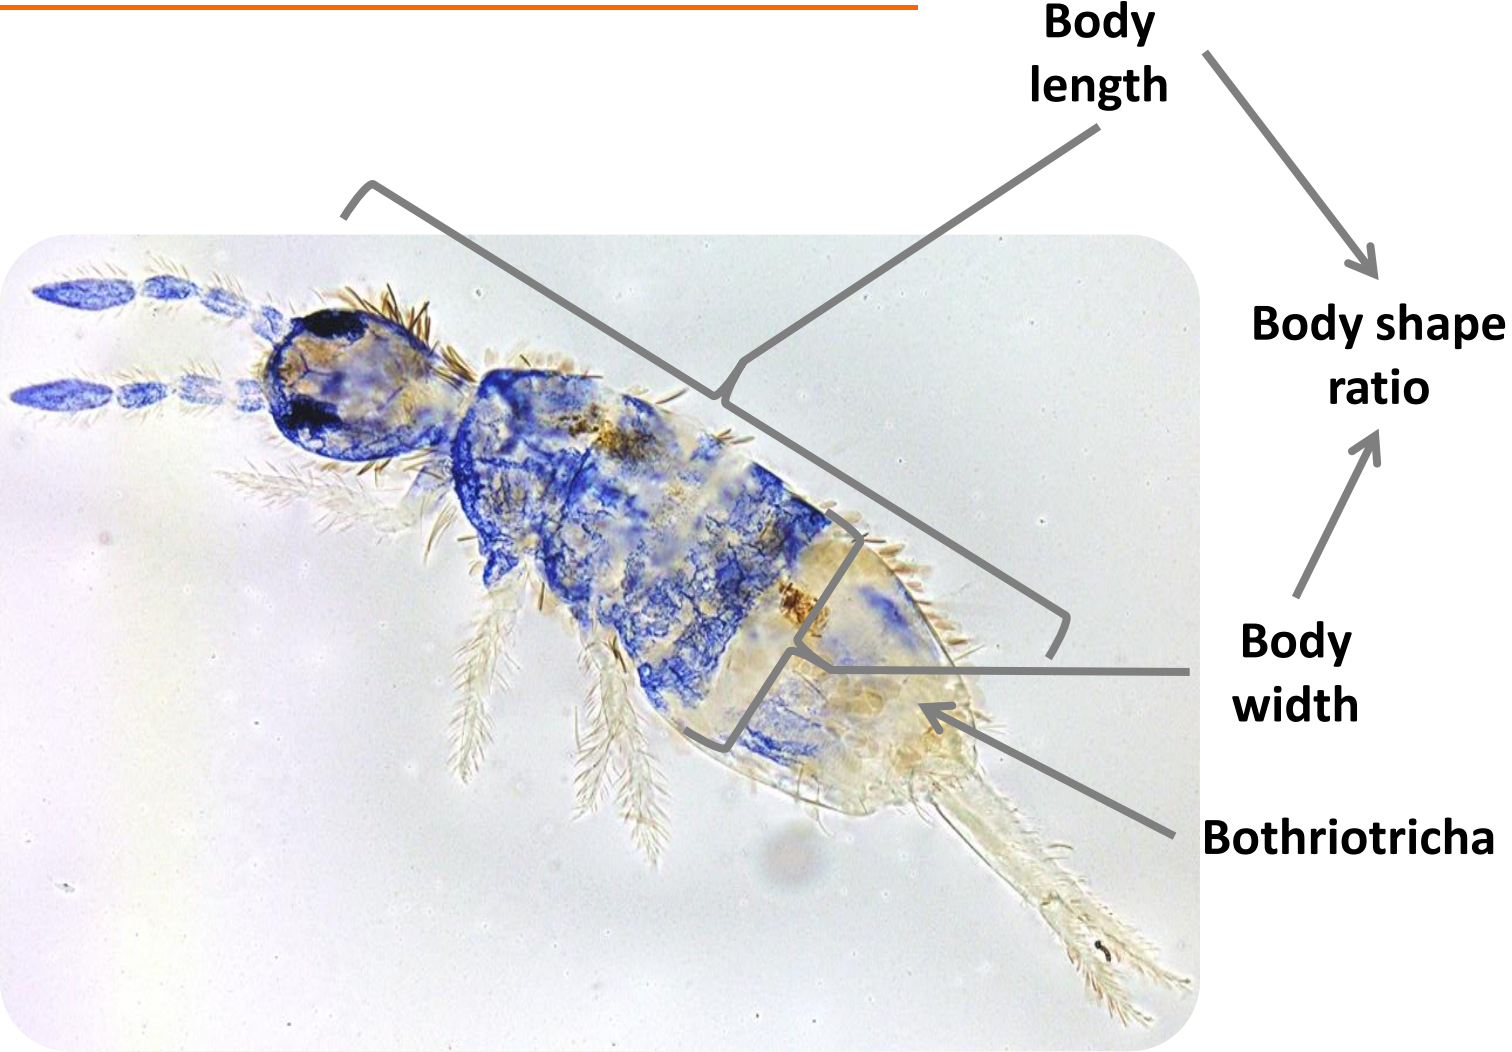 Body
length
Body shape
ratio
Body
width
Bothriotricha